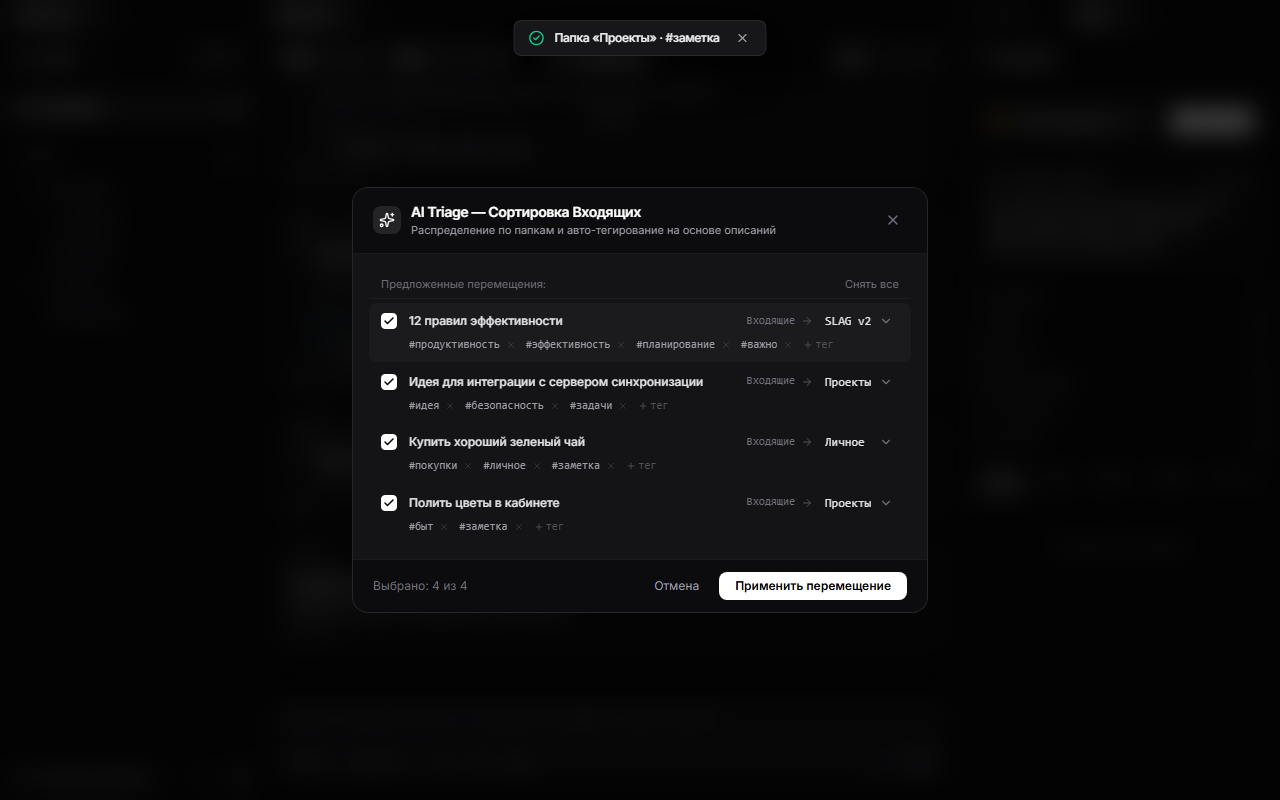 Папка «Проекты» · #заметка
AI Triage — Сортировка Входящих
Распределение по папкам и авто-тегирование на основе описаний
Предложенные перемещения: Снять все
12 правил эффективности Входящие → SLAG v2
#продуктивность × #эффективность × #планирование × #важно × + тег
Идея для интеграции с сервером синхронизации Входящие → Проекты
#идея × #безопасность × #задачи × + тег
Купить хороший зеленый чай Входящие → Личное
#покупки × #личное × #заметка × + тег
Полить цветы в кабинете Входящие → Проекты
#быт × #заметка × + тег
Выбрано: 4 из 4 Отмена Применить перемещение